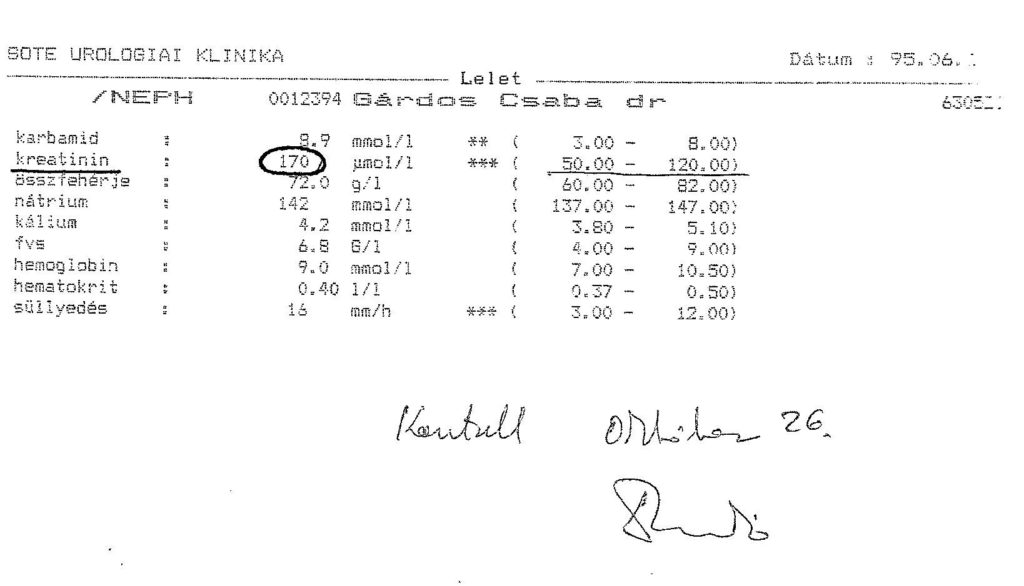 SOTE UROLOGIAI KLINIKA Dátum : 95.06.
Lelet
/NEPH 0012394 Gárdos Csaba dr 6305
karbamid : 8.9 mmol/l ** ( 3.00 - 8.00)
kreatinin : 170 µmol/l *** ( 50.00 - 120.00)
összfehérje : 72.0 g/l ( 60.00 - 82.00)
nátrium : 142 mmol/l ( 137.00 - 147.00)
kálium : 4.2 mmol/l ( 3.80 - 5.10)
fvs : 6.8 G/l ( 4.00 - 9.00)
hemoglobin : 9.0 mmol/l ( 7.00 - 10.50)
hematokrit : 0.40 l/l ( 0.37 - 0.50)
süllyedés : 16 mm/h *** ( 3.00 - 12.00)
Kontroll Október 26.